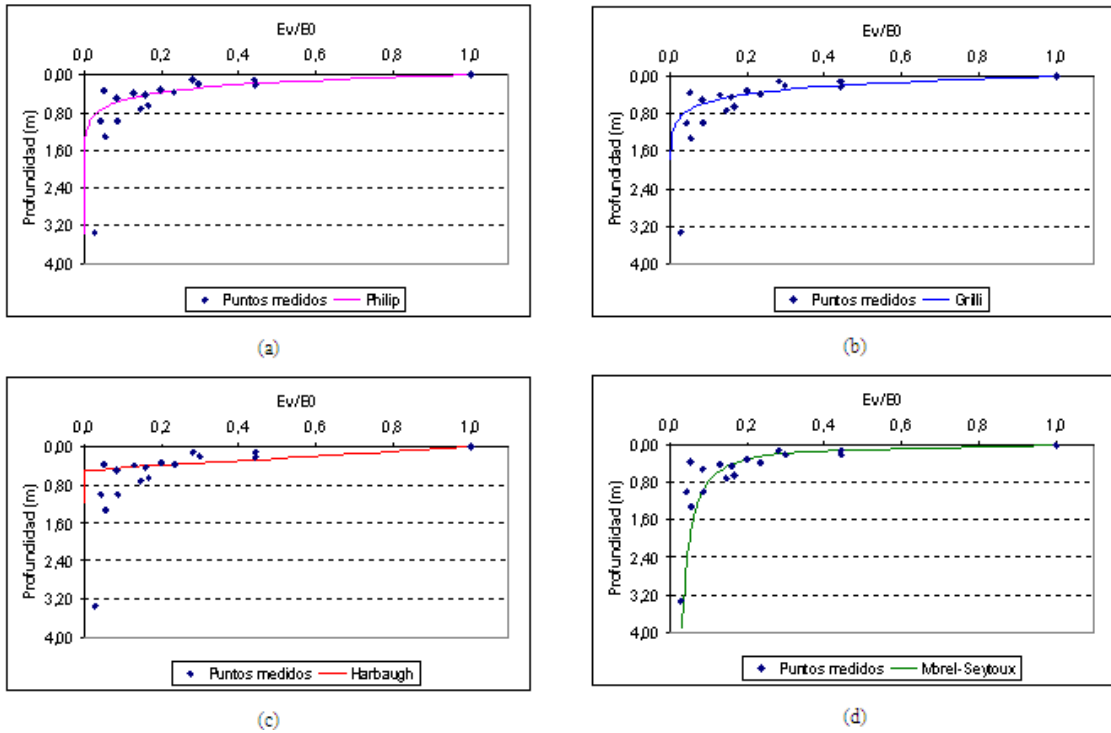 Ev/E0
0,0 0,2 0,4 0,6 0,8 1,0
0,00
0,80
1,60
2,40
3,20
4,00
Profundidad (m)
Puntos medidos Philip
(a)
Ev/E0
0,0 0,2 0,4 0,6 0,8 1,0
0,00
0,80
1,60
2,40
3,20
4,00
Profundidad (m)
Puntos medidos Grilli
(b)
Ev/E0
0,0 0,2 0,4 0,6 0,8 1,0
0,00
0,80
1,60
2,40
3,20
4,00
Profundidad (m)
Puntos medidos Harbaugh
(c)
Ev/E0
0,0 0,2 0,4 0,6 0,8 1,0
0,00
0,80
1,60
2,40
3,20
4,00
Profundidad (m)
Puntos medidos Morel-Seytoux
(d)